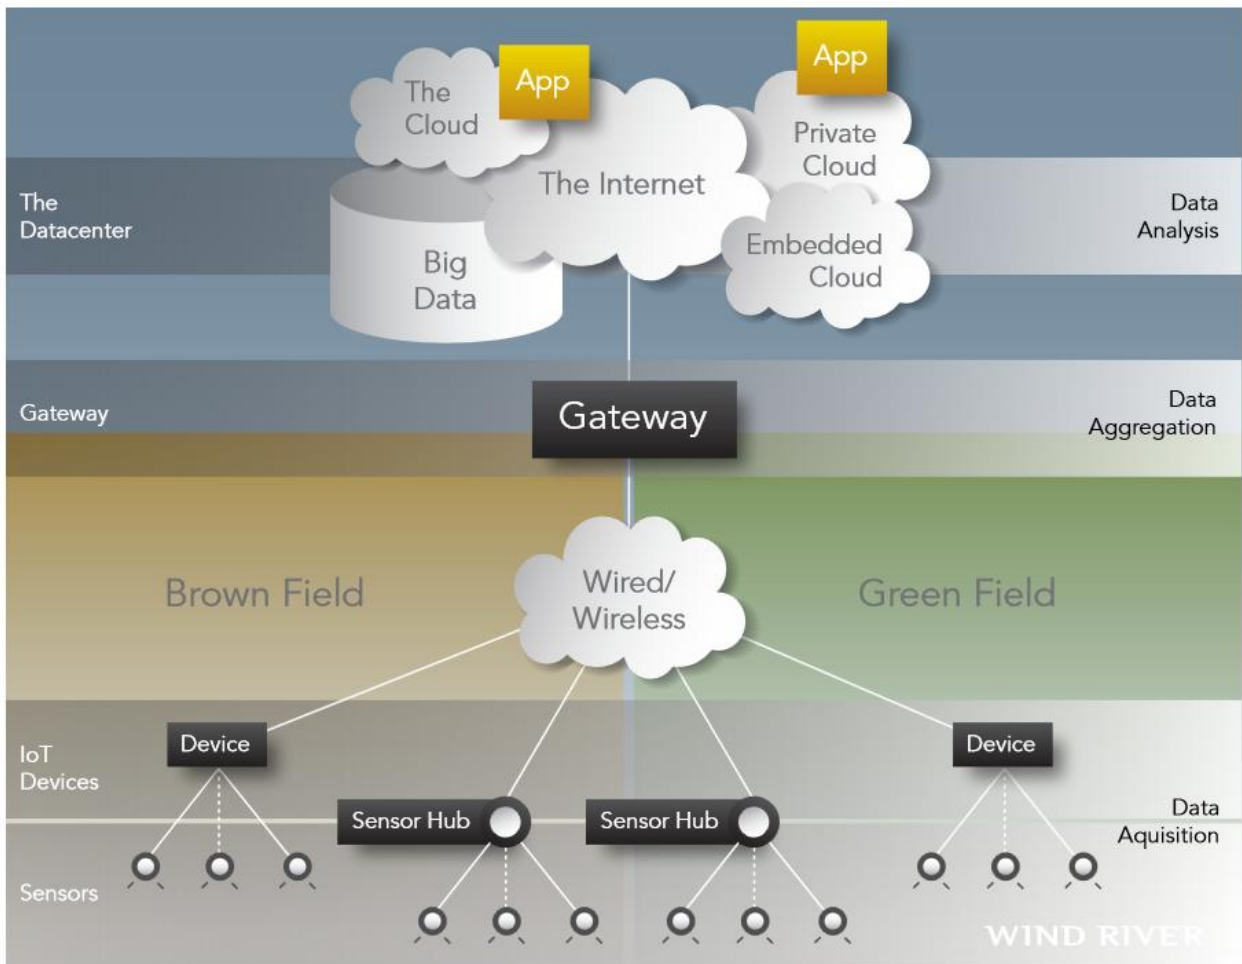 App
App
The
Cloud
Private
Cloud
The Internet
The
Datacenter
Data
Analysis
Embedded
Cloud
Big
Data
Gateway
Gateway
Data
Aggregation
Brown Field
Wired/
Wireless
Green Field
IoT
Devices
Device
Device
Sensor Hub
Sensor Hub
Data
Aquisition
Sensors
WIND RIVER